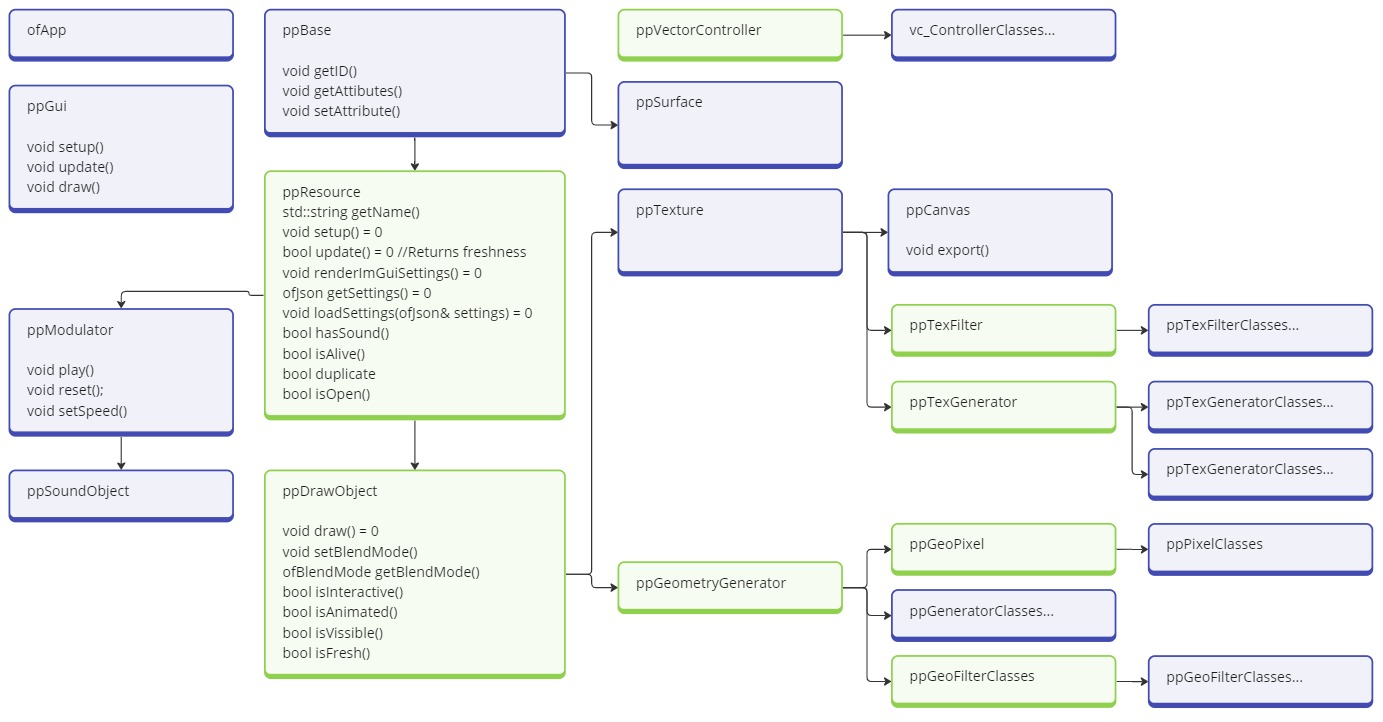 ofApp
ppGui
void setup()
void update()
void draw()
ppModulator
void play()
void reset();
void setSpeed()
ppSoundObject
ppBase
void getID()
void getAttibutes()
void setAttribute()
ppResource
std::string getName()
void setup() = 0
bool update() = 0 //Returns freshness
void renderImGuiSettings() = 0
ofJson getSettings() = 0
void loadSettings(ofJson& settings) = 0
bool hasSound()
bool isAlive()
bool duplicate
bool isOpen()
ppDrawObject
void draw() = 0
void setBlendMode()
ofBlendMode getBlendMode()
bool isInteractive()
bool isAnimated()
bool isVissible()
bool isFresh()
ppVectorController
vc_ControllerClasses...
ppSurface
ppTexture
ppCanvas
void export()
ppTexFilter
ppTexFilterClasses...
ppTexGenerator
ppTexGeneratorClasses...
ppTexGeneratorClasses...
ppGeometryGenerator
ppGeoPixel
ppPixelClasses
ppGeneratorClasses...
ppGeoFilterClasses
ppGeoFilterClasses...